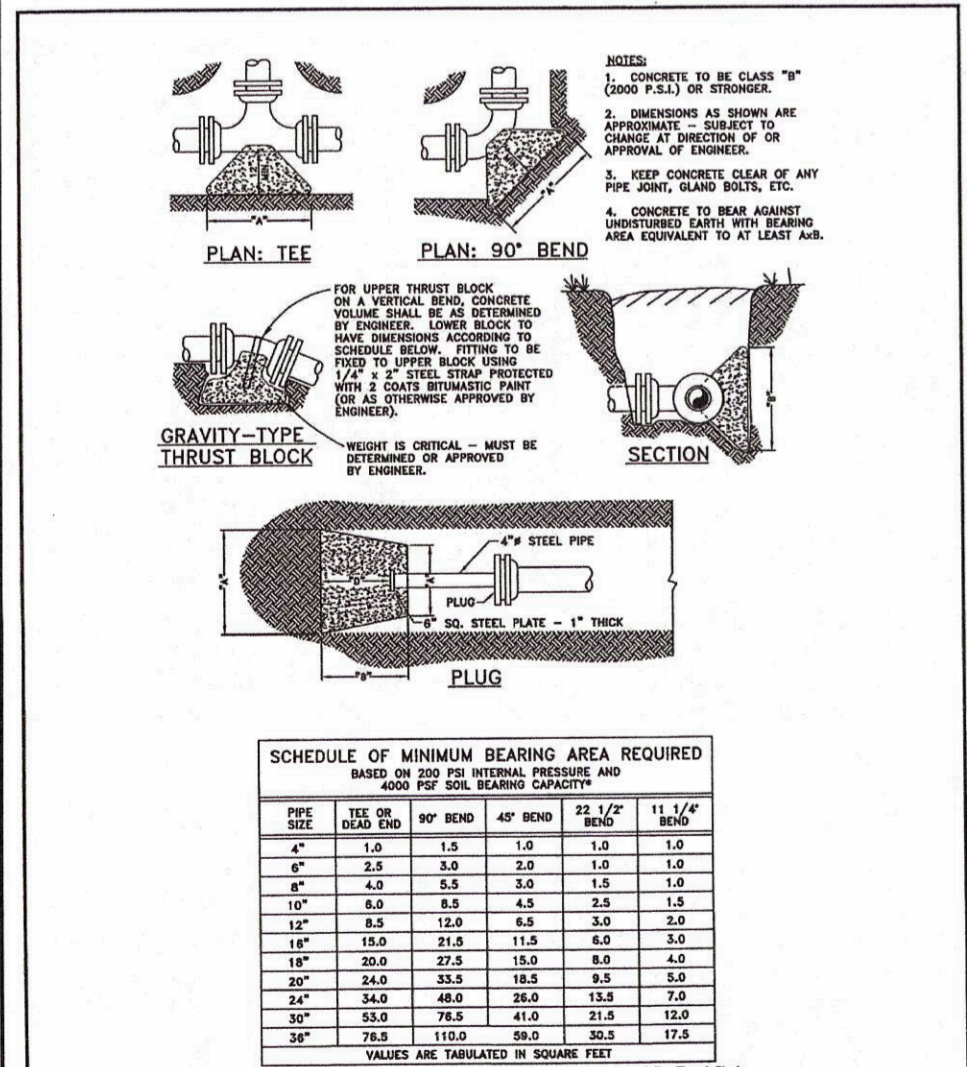 NOTES:
1. CONCRETE TO BE CLASS "B"
(2000 P.S.I.) OR STRONGER.
2. DIMENSIONS AS SHOWN ARE
APPROXIMATE – SUBJECT TO
CHANGE AT DIRECTION OF OR
APPROVAL OF ENGINEER.
3. KEEP CONCRETE CLEAR OF ANY
PIPE JOINT, GLAND BOLTS, ETC.
4. CONCRETE TO BEAR AGAINST
UNDISTURBED EARTH WITH BEARING
AREA EQUIVALENT TO AT LEAST AxB.
12"
MIN.
"A"
PLAN: TEE
"A"
PLAN: 90° BEND
FOR UPPER THRUST BLOCK
ON A VERTICAL BEND, CONCRETE
VOLUME SHALL BE AS DETERMINED
BY ENGINEER. LOWER BLOCK TO
HAVE DIMENSIONS ACCORDING TO
SCHEDULE BELOW. FITTING TO BE
FIXED TO UPPER BLOCK USING
1/4" x 2" STEEL STRAP PROTECTED
WITH 2 COATS BITUMASTIC PAINT
(OR AS OTHERWISE APPROVED BY
ENGINEER).
GRAVITY–TYPE
THRUST BLOCK
WEIGHT IS CRITICAL – MUST BE
DETERMINED OR APPROVED
BY ENGINEER.
"B"
SECTION
"A"
"D"
"A"
4"ø STEEL PIPE
PLUG
6" SQ. STEEL PLATE – 1" THICK
"B"
PLUG
SCHEDULE OF MINIMUM BEARING AREA REQUIRED
BASED ON 200 PSI INTERNAL PRESSURE AND
4000 PSF SOIL BEARING CAPACITY*
PIPE SIZE TEE OR DEAD END 90° BEND 45° BEND 22 1/2° BEND 11 1/4° BEND
4" 1.0 1.5 1.0 1.0 1.0
6" 2.5 3.0 2.0 1.0 1.0
8" 4.0 5.5 3.0 1.5 1.0
10" 6.0 8.5 4.5 2.5 1.5
12" 8.5 12.0 6.5 3.0 2.0
16" 15.0 21.5 11.5 6.0 3.0
18" 20.0 27.5 15.0 8.0 4.0
20" 24.0 33.5 18.5 9.5 5.0
24" 34.0 48.0 26.0 13.5 7.0
30" 53.0 76.5 41.0 21.5 12.0
36" 76.5 110.0 59.0 30.5 17.5
VALUES ARE TABULATED IN SQUARE FEET